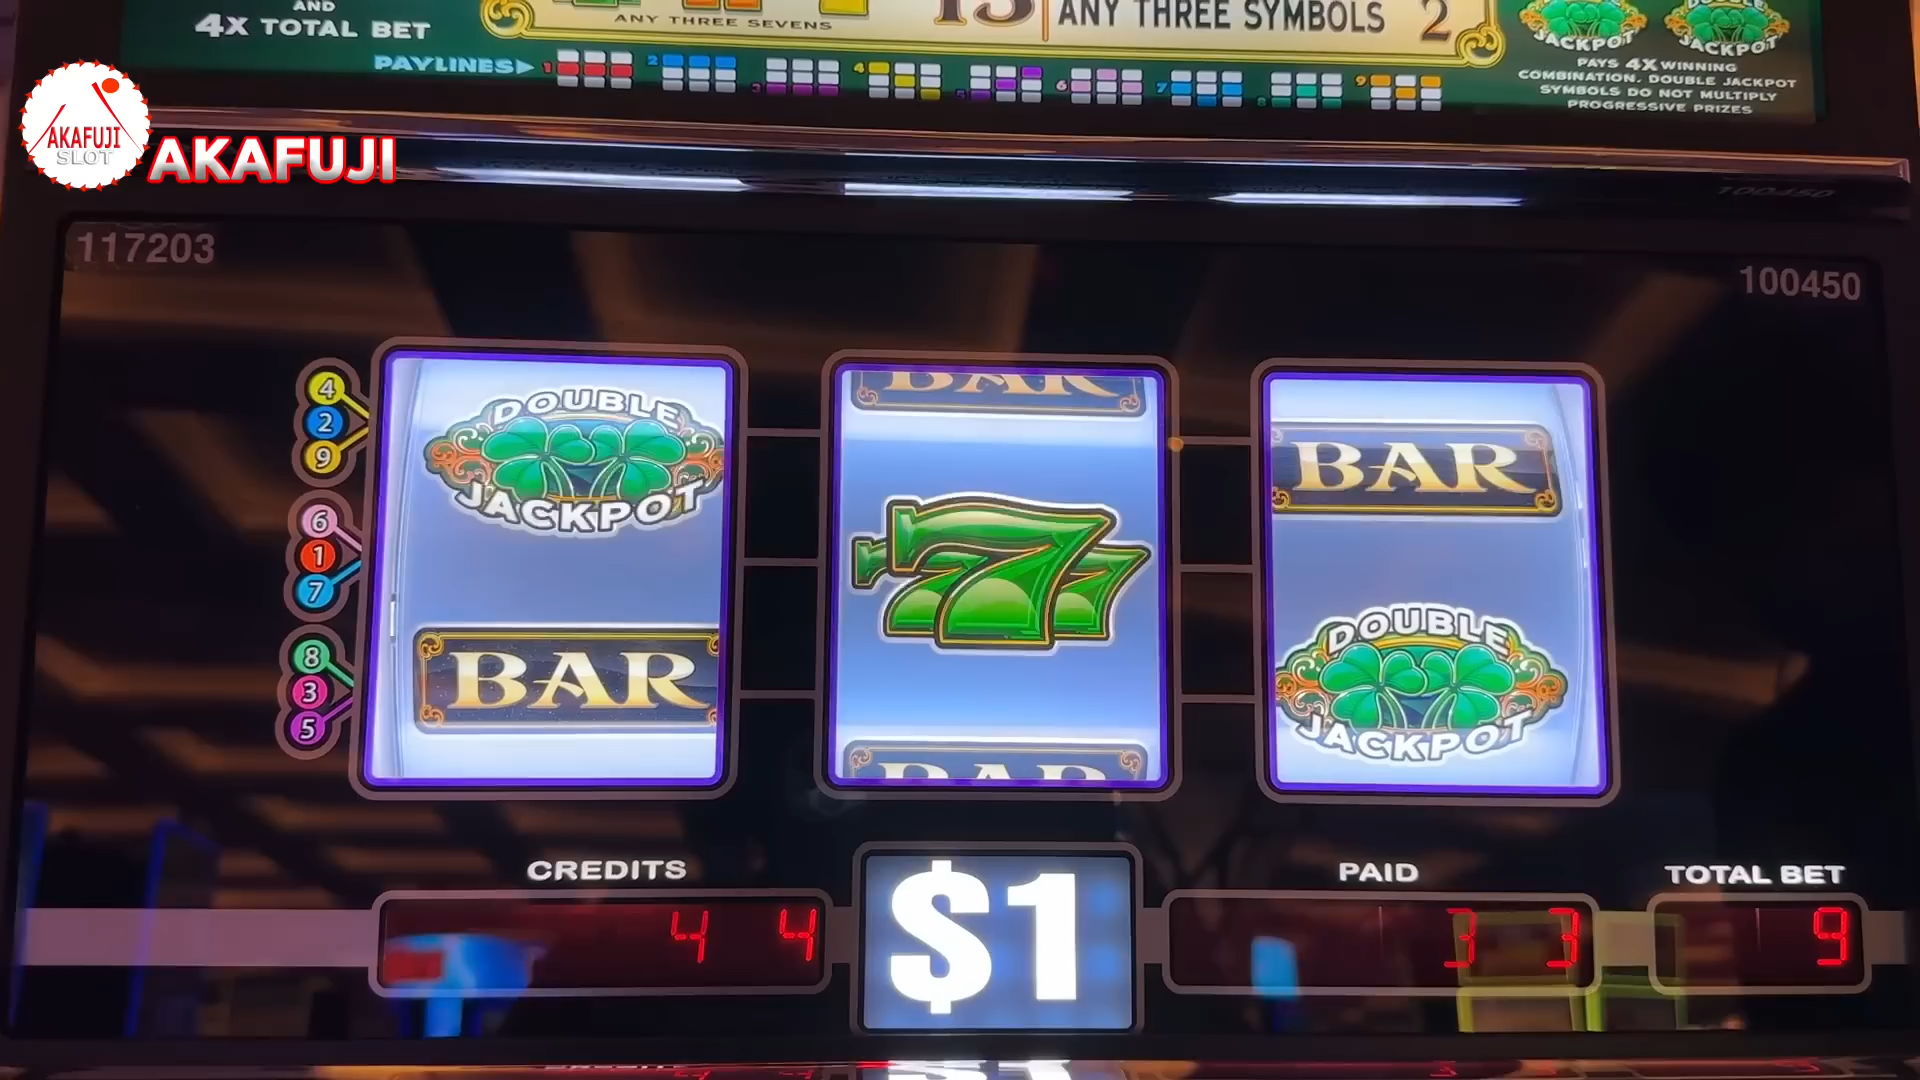 AND
4X TOTAL BET
ANY THREE SEVENS
15
ANY THREE SYMBOLS 2
JACKPOT JACKPOT
PAYS 4X WINNING
COMBINATION. DOUBLE JACKPOT
SYMBOLS DO NOT MULTIPLY
PROGRESSIVE PRIZES
PAYLINES 1 2 3 4 5 6 7 8 9
AKAFUJI
SLOT
AKAFUJI
100450
117203
100450
4
2
9
6
1
7
8
3
5
DOUBLE
JACKPOT
BAR
BAR
777
BAR
BAR
DOUBLE
JACKPOT
CREDITS
44
$1
PAID
33
TOTAL BET
9